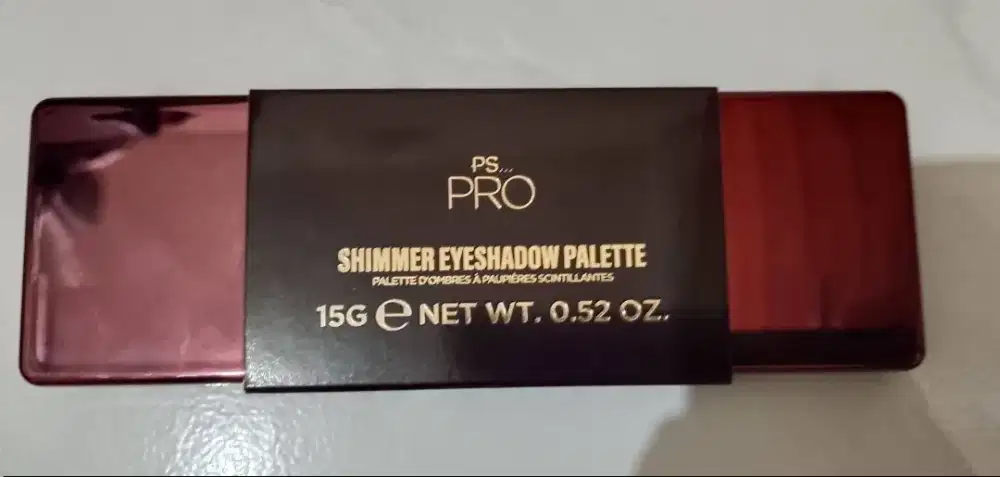 PS...
PRO
SHIMMER EYESHADOW PALETTE
PALETTE D'OMBRES À PAUPIÈRES SCINTILLANTES
15G ℮ NET WT. 0.52 OZ.